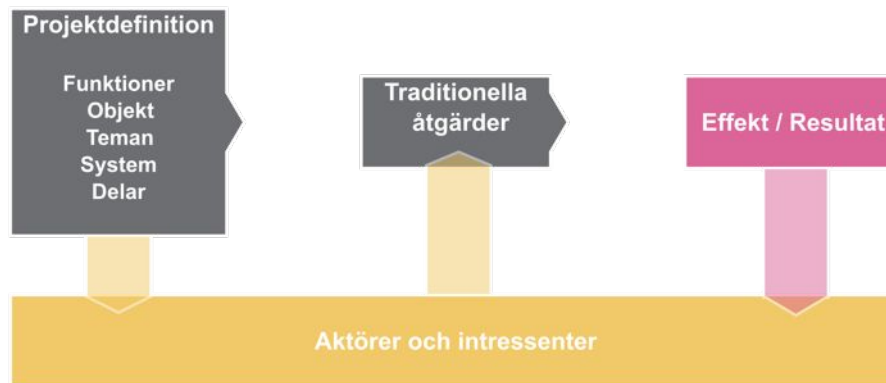 Projektdefinition
Funktioner
Objekt
Teman
System
Delar
Traditionella
åtgärder
Effekt / Resultat
Aktörer och intressenter